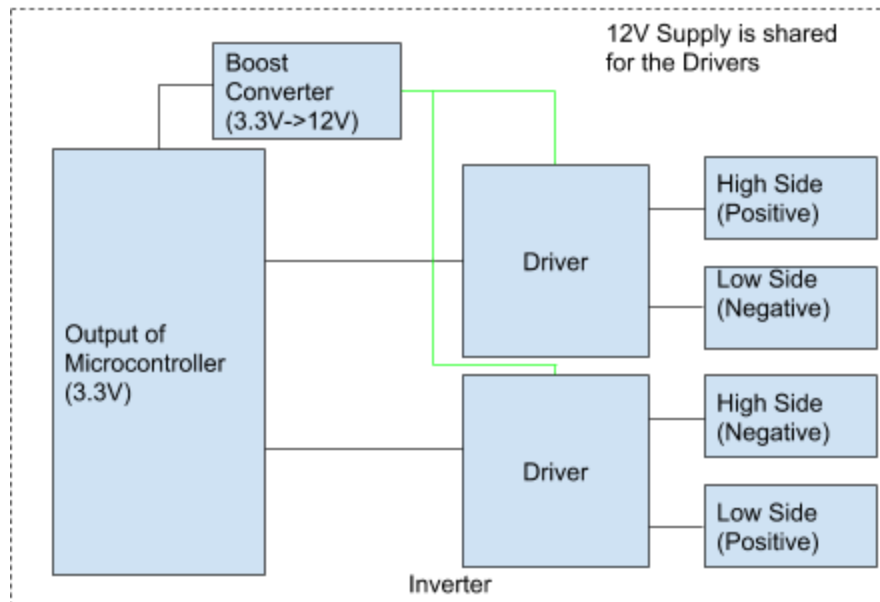 12V Supply is shared
for the Drivers
Boost
Converter
(3.3V->12V)
Output of
Microcontroller
(3.3V)
Driver
High Side
(Positive)
Low Side
(Negative)
Driver
High Side
(Negative)
Low Side
(Positive)
Inverter